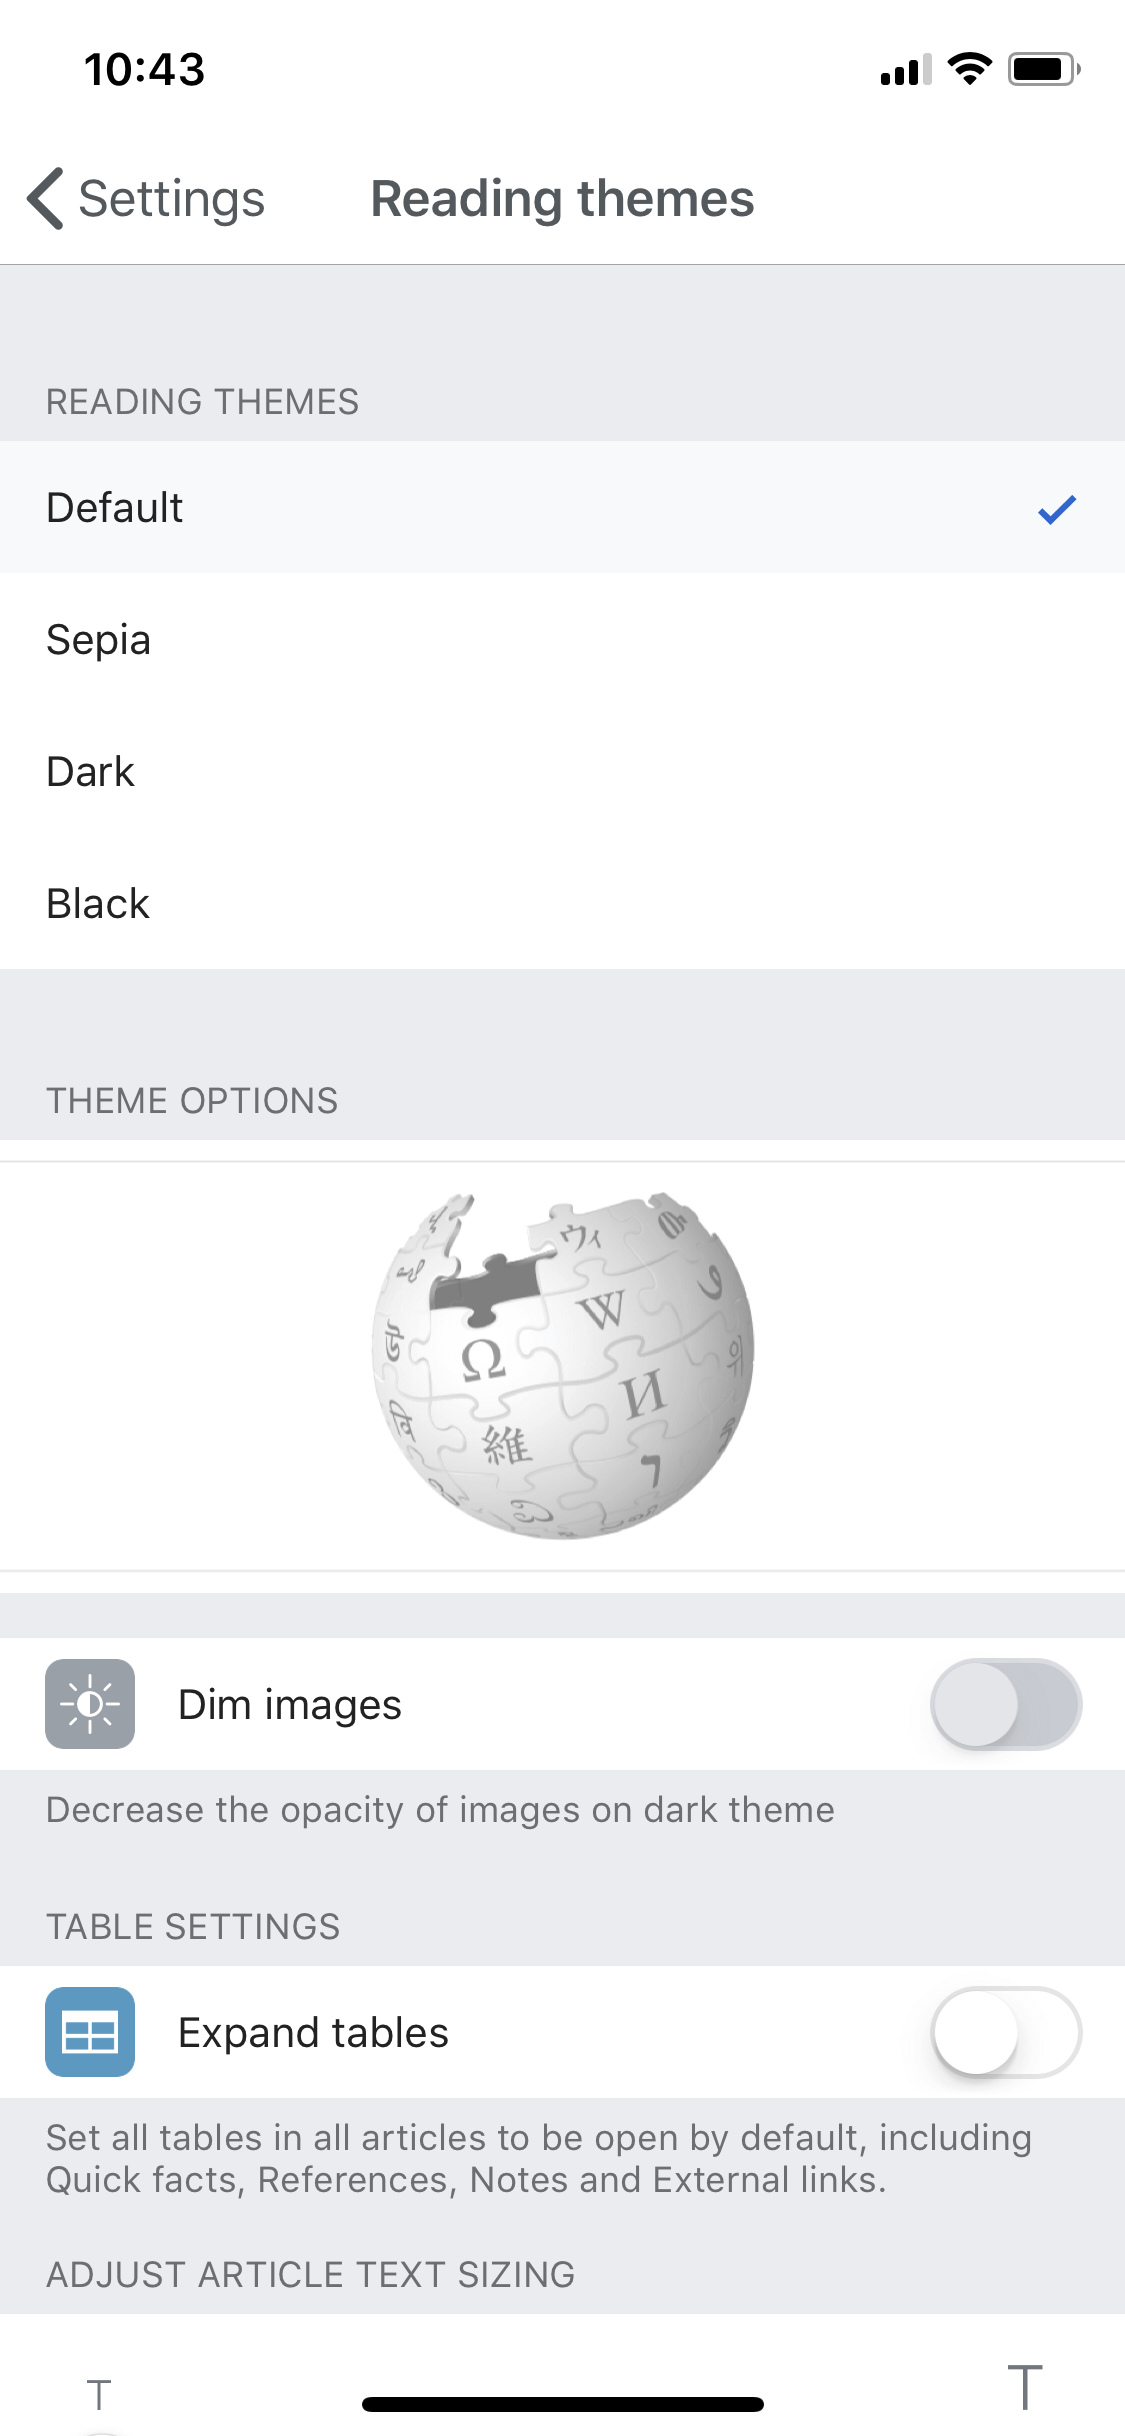 10:43
Settings
Reading themes
READING THEMES
Default
Sepia
Dark
Black
THEME OPTIONS
ウィ
W
Ω
И
維
ו
Dim images
Decrease the opacity of images on dark theme
TABLE SETTINGS
Expand tables
Set all tables in all articles to be open by default, including
Quick facts, References, Notes and External links.
ADJUST ARTICLE TEXT SIZING
T T